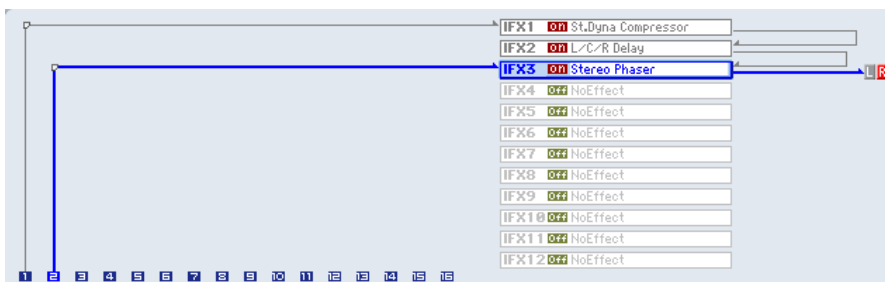 IFX1 On St.Dyna Compressor
IFX2 On L/C/R Delay
IFX3 On Stereo Phaser
L R
IFX4 Off NoEffect
IFX5 Off NoEffect
IFX6 Off NoEffect
IFX7 Off NoEffect
IFX8 Off NoEffect
IFX9 Off NoEffect
IFX10 Off NoEffect
IFX11 Off NoEffect
IFX12 Off NoEffect
1 2 3 4 5 6 7 8 9 10 11 12 13 14 15 16